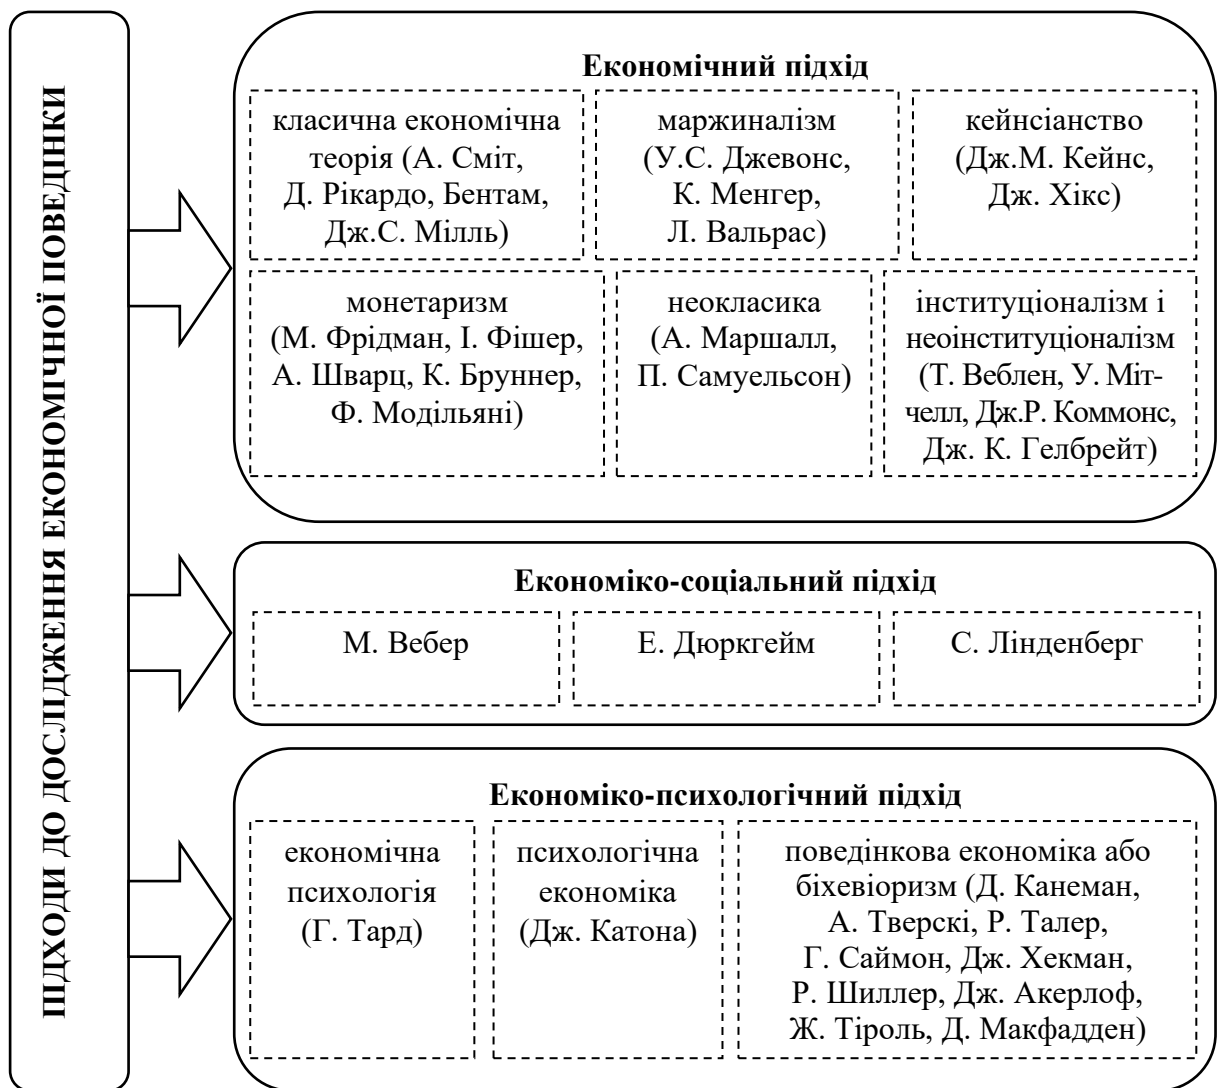 ПІДХОДИ ДО ДОСЛІДЖЕННЯ ЕКОНОМІЧНОЇ ПОВЕДІНКИ
Економічний підхід
класична економічна
теорія (А. Сміт,
Д. Рікардо, Бентам,
Дж.С. Мілль)
маржиналізм
(У.С. Джевонс,
К. Менгер,
Л. Вальрас)
кейнсіанство
(Дж.М. Кейнс,
Дж. Хікс)
монетаризм
(М. Фрідман, І. Фішер,
А. Шварц, К. Бруннер,
Ф. Модільяні)
неокласика
(А. Маршалл,
П. Самуельсон)
інституціоналізм і
неоінституціоналізм
(Т. Веблен, У. Міт-
челл, Дж.Р. Коммонс,
Дж. К. Гелбрейт)
Економіко-соціальний підхід
М. Вебер
Е. Дюркгейм
С. Лінденберг
Економіко-психологічний підхід
економічна
психологія
(Г. Тард)
психологічна
економіка
(Дж. Катона)
поведінкова економіка або
біхевіоризм (Д. Канеман,
А. Тверскі, Р. Талер,
Г. Саймон, Дж. Хекман,
Р. Шиллер, Дж. Акерлоф,
Ж. Тіроль, Д. Макфадден)